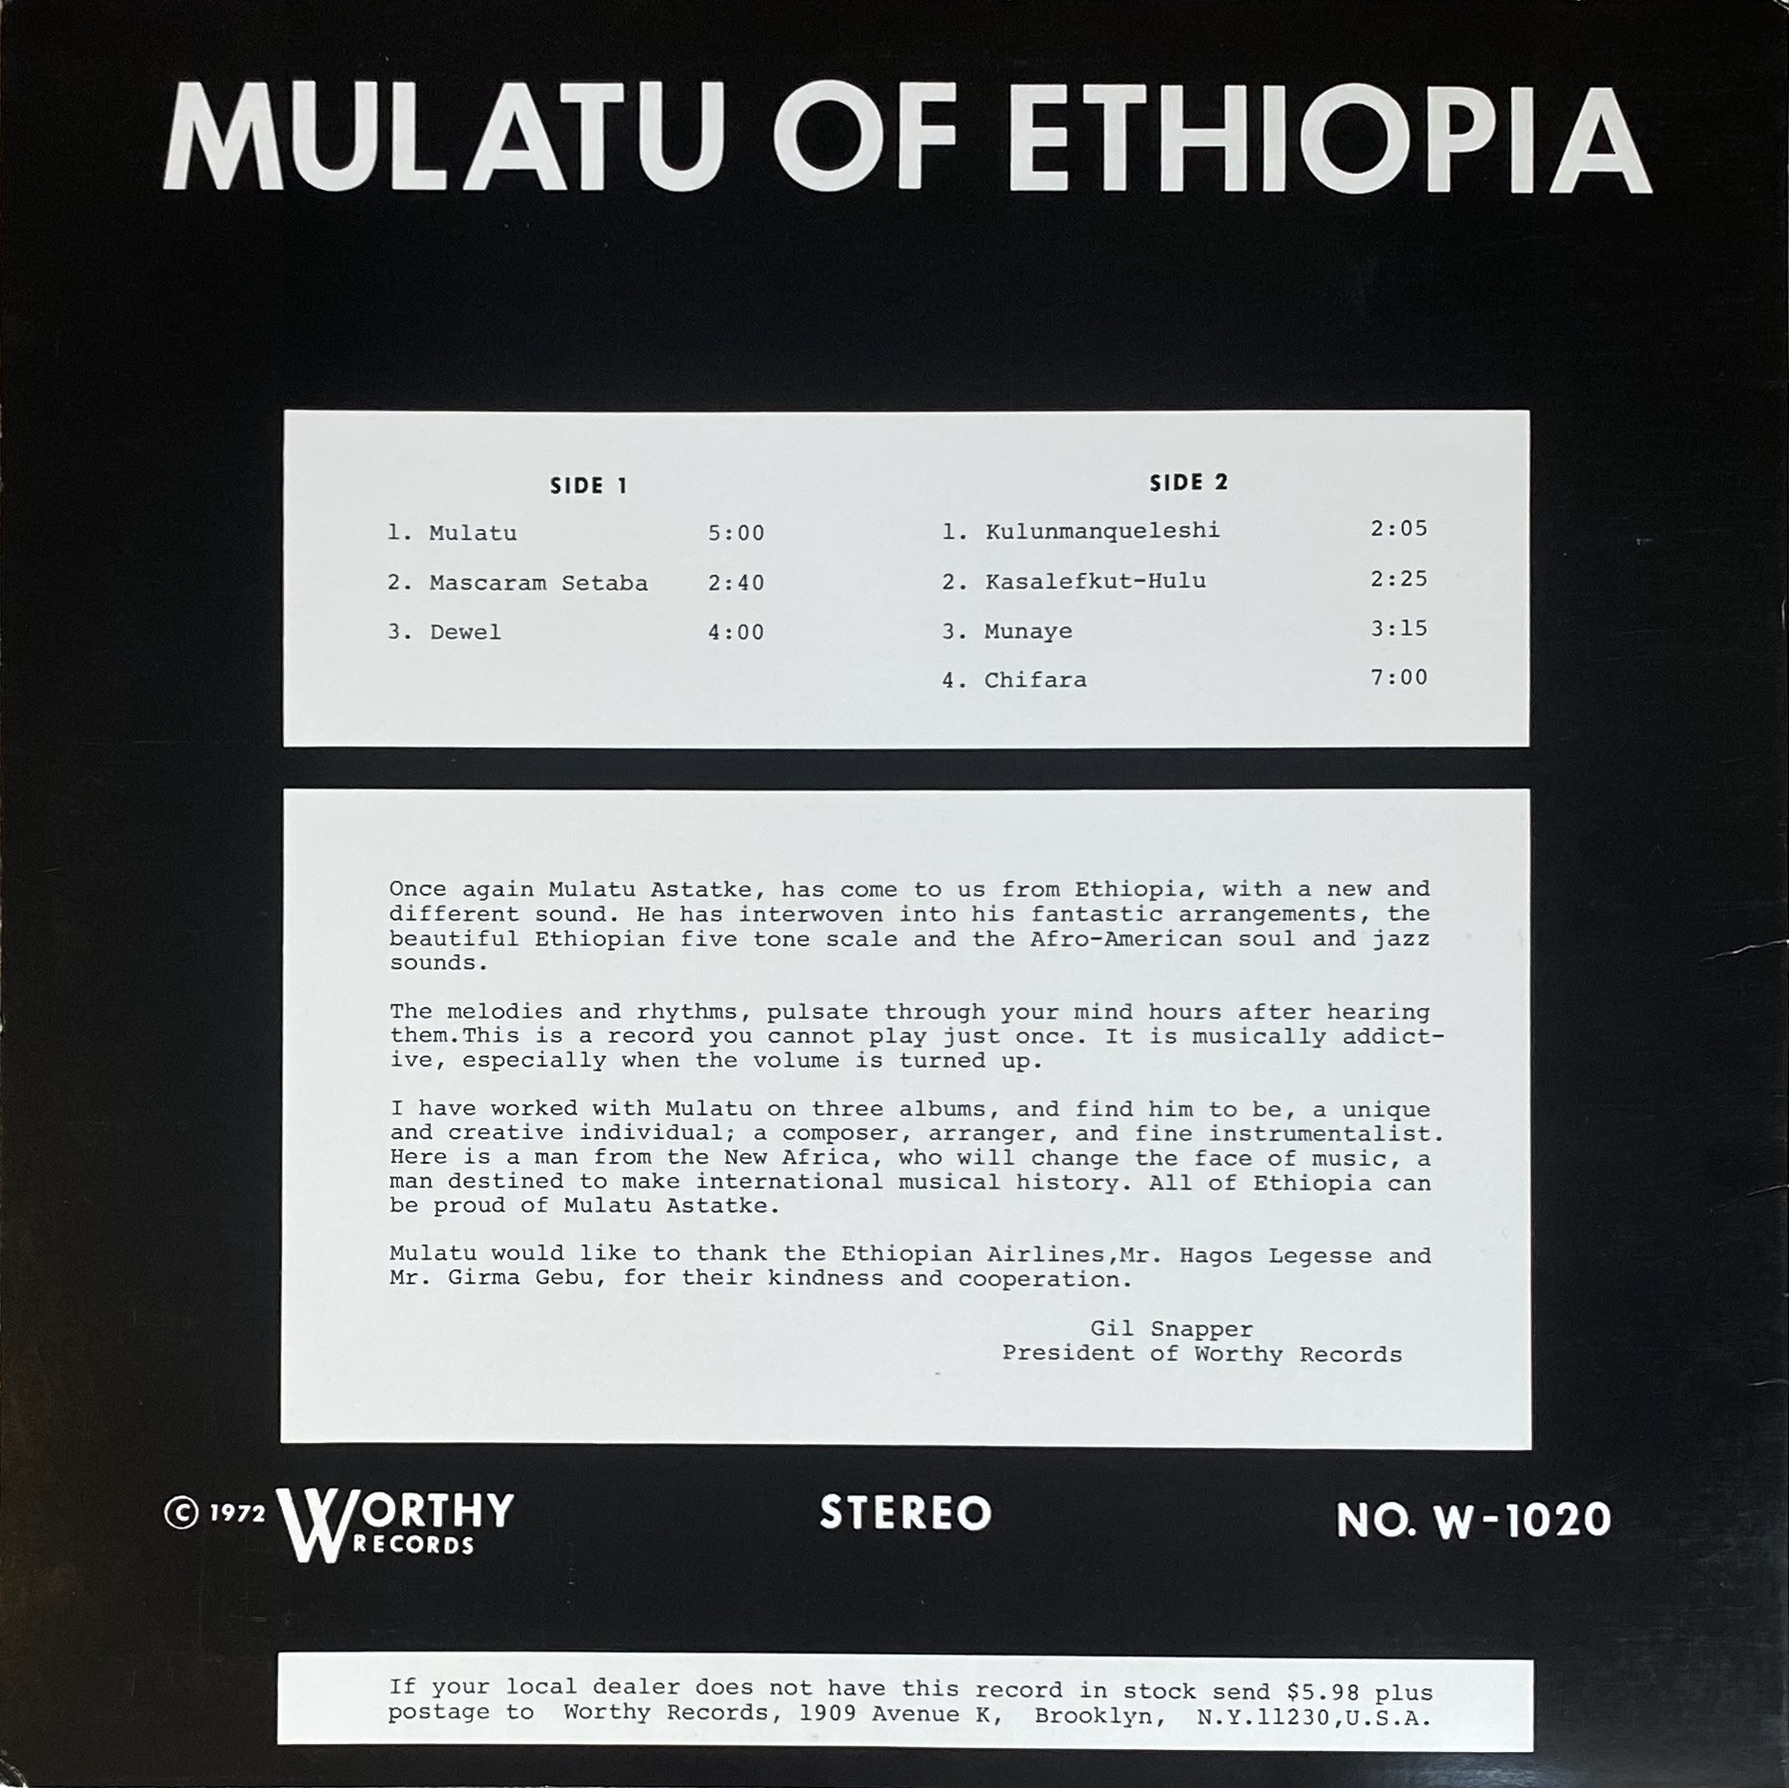 MULATU OF ETHIOPIA
SIDE 1
1. Mulatu 5:00
2. Mascaram Setaba 2:40
3. Dewel 4:00
SIDE 2
1. Kulunmanqueleshi 2:05
2. Kasalefkut-Hulu 2:25
3. Munaye 3:15
4. Chifara 7:00
Once again Mulatu Astatke, has come to us from Ethiopia, with a new and
different sound. He has interwoven into his fantastic arrangements, the
beautiful Ethiopian five tone scale and the Afro-American soul and jazz
sounds.
The melodies and rhythms, pulsate through your mind hours after hearing
them.This is a record you cannot play just once. It is musically addict-
ive, especially when the volume is turned up.
I have worked with Mulatu on three albums, and find him to be, a unique
and creative individual; a composer, arranger, and fine instrumentalist.
Here is a man from the New Africa, who will change the face of music, a
man destined to make international musical history. All of Ethiopia can
be proud of Mulatu Astatke.
Mulatu would like to thank the Ethiopian Airlines,Mr. Hagos Legesse and
Mr. Girma Gebu, for their kindness and cooperation.
Gil Snapper
President of Worthy Records
© 1972 WORTHY
RECORDS
STEREO
NO. W-1020
If your local dealer does not have this record in stock send $5.98 plus
postage to Worthy Records, 1909 Avenue K, Brooklyn, N.Y.11230,U.S.A.